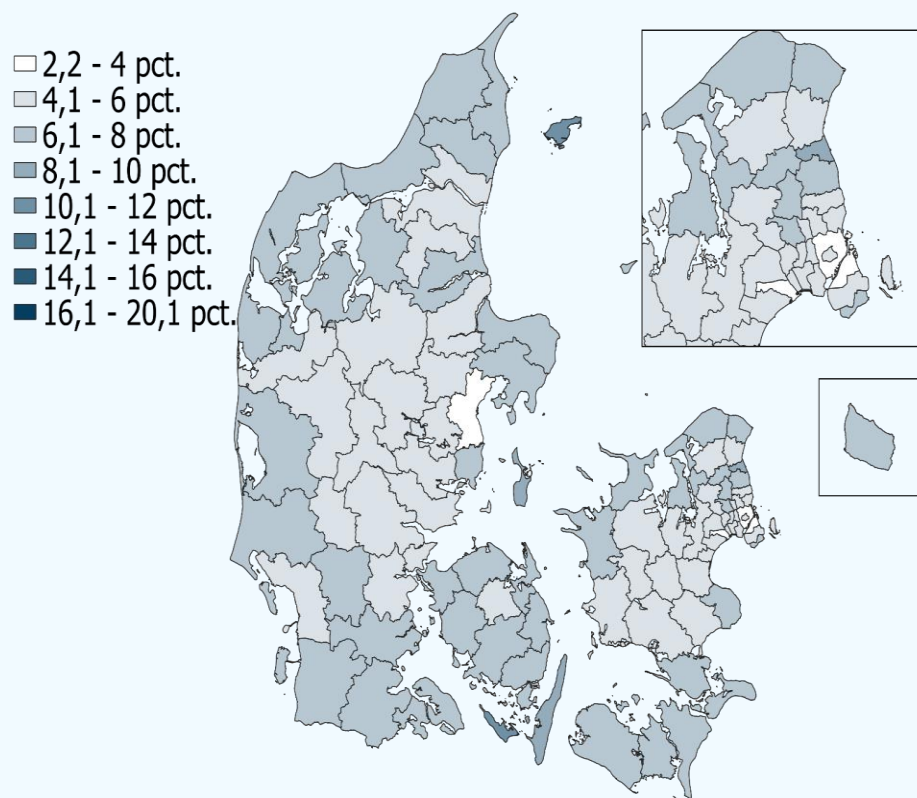 2,2 - 4 pct.
4,1 - 6 pct.
6,1 - 8 pct.
8,1 - 10 pct.
10,1 - 12 pct.
12,1 - 14 pct.
14,1 - 16 pct.
16,1 - 20,1 pct.